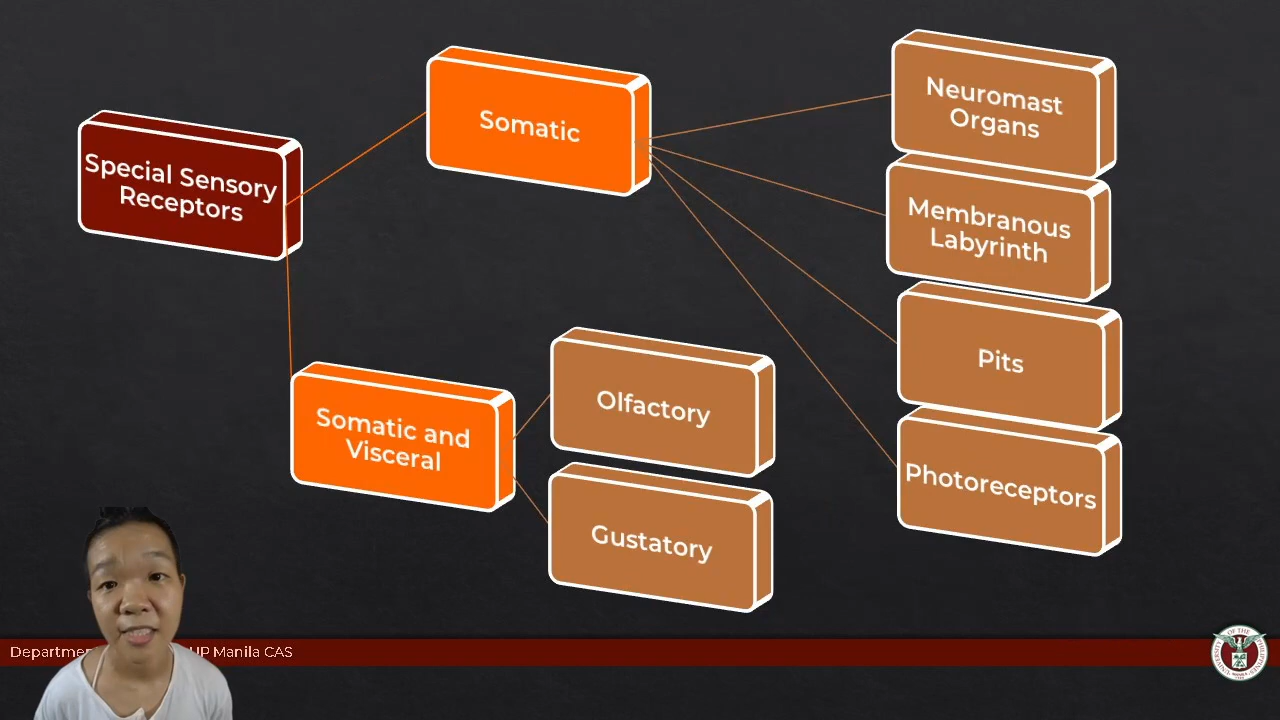 Special Sensory
Receptors
Somatic
Neuromast
Organs
Membranous
Labyrinth
Pits
Photoreceptors
Somatic and
Visceral
Olfactory
Gustatory
UP Manila CAS